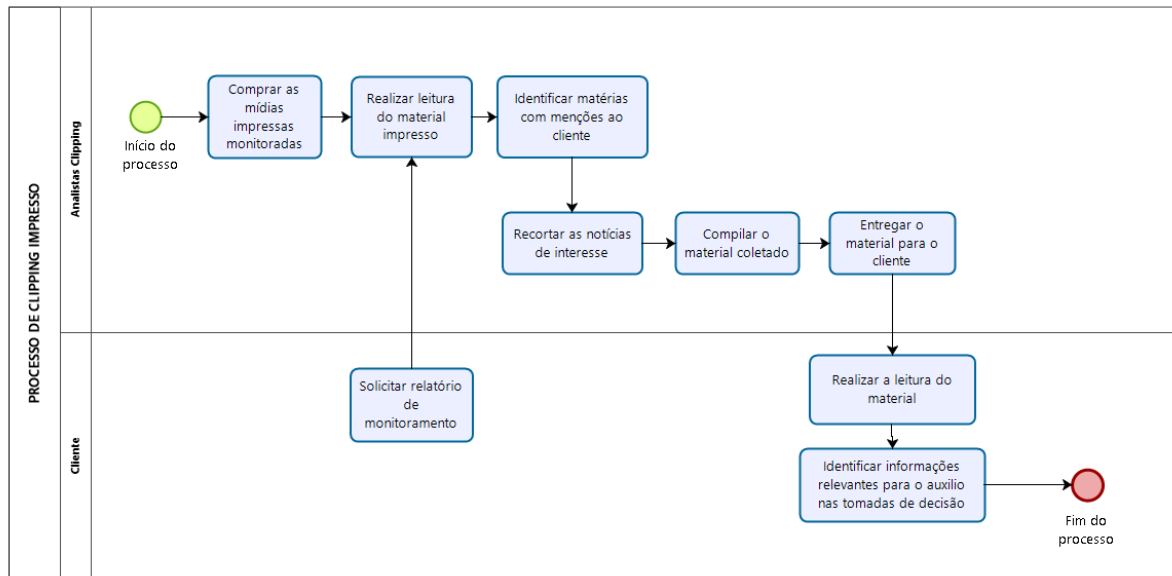 PROCESSO DE CLIPPING IMPRESSO
Analistas Clipping
Início do
processo
Comprar as
mídias
impressas
monitoradas
Realizar leitura
do material
impresso
Identificar matérias
com menções ao
cliente
Recortar as notícias
de interesse
Compilar o
material coletado
Entregar o
material para o
cliente
Cliente
Solicitar relatório
de
monitoramento
Realizar a leitura do
material
Identificar informações
relevantes para o auxilio
nas tomadas de decisão
Fim do
processo